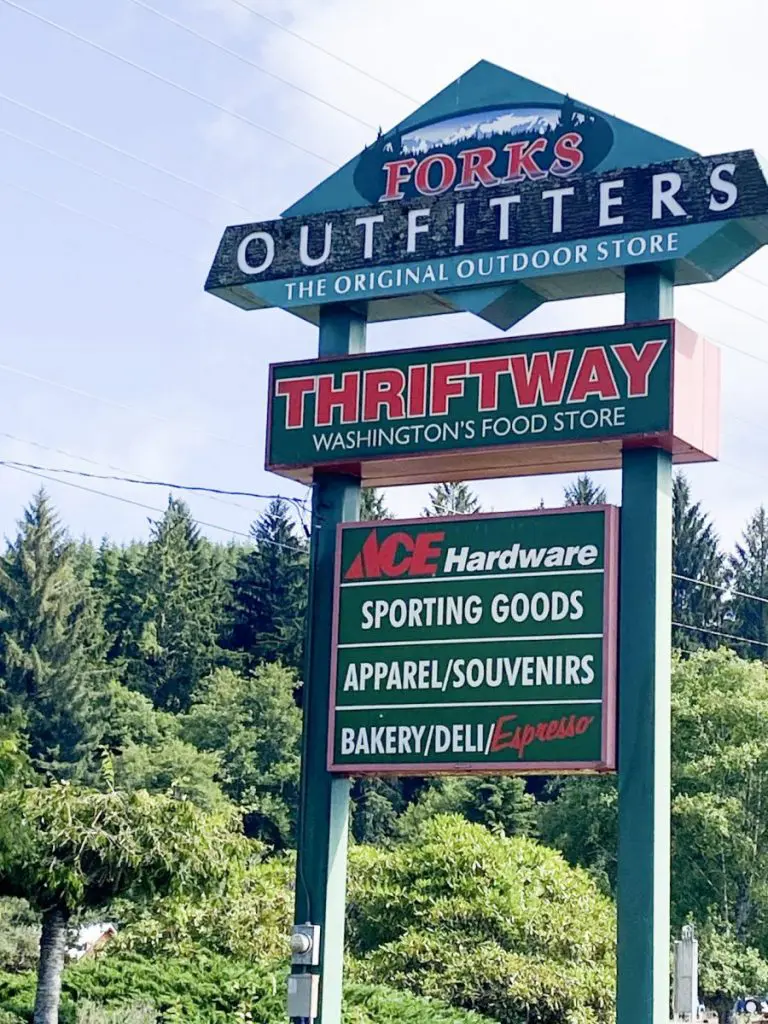 FORKS
OUTFITTERS
THE ORIGINAL OUTDOOR STORE
THRIFTWAY
WASHINGTON'S FOOD STORE
ACE Hardware
SPORTING GOODS
APPAREL/SOUVENIRS
BAKERY/DELI/Espresso